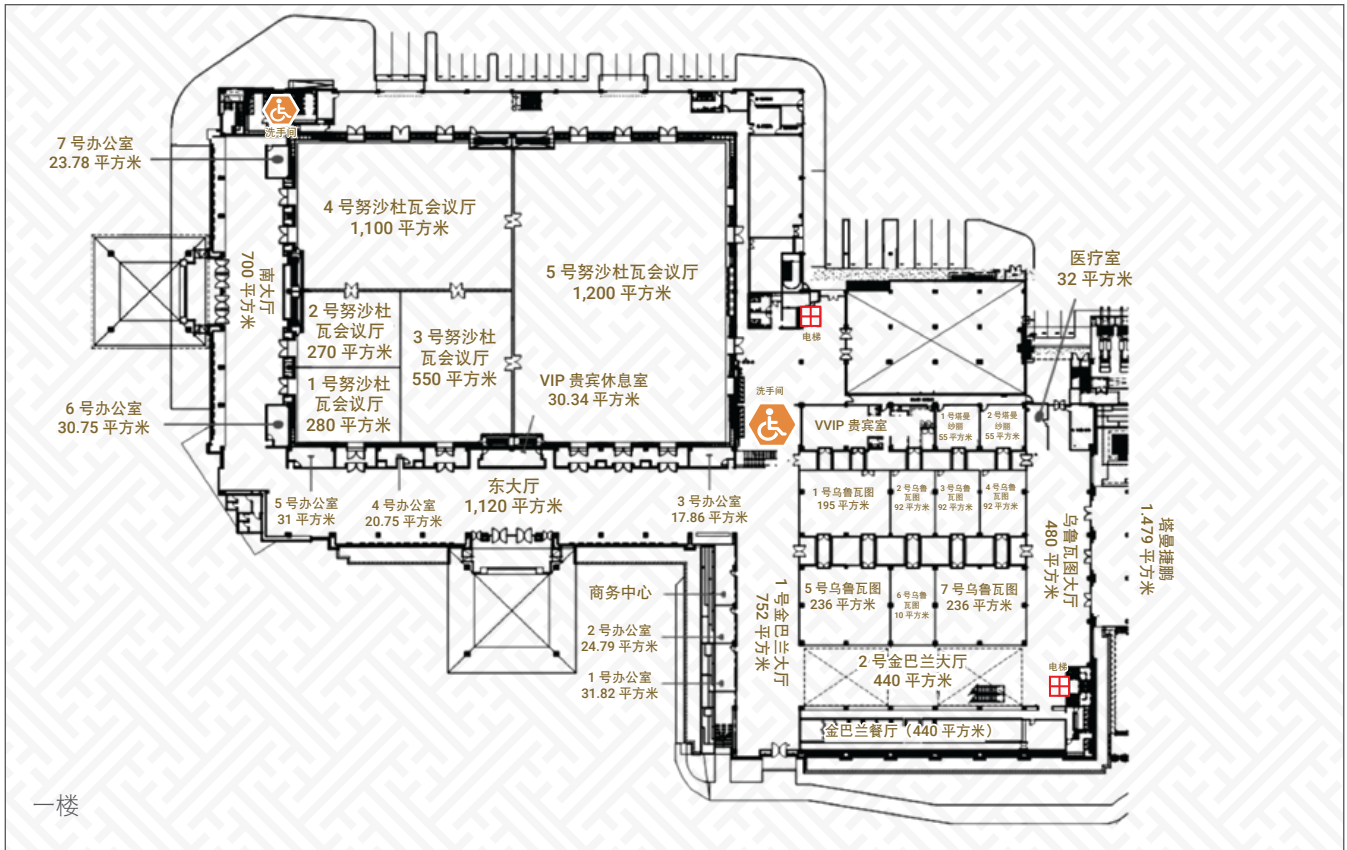 洗手间
7 号办公室
23.78 平方米
4 号努沙杜瓦会议厅
1,100 平方米
5 号努沙杜瓦会议厅
1,200 平方米
南大厅
700 平方米
医疗室
32 平方米
2 号努沙杜
瓦会议厅
270 平方米
3 号努沙杜
瓦会议厅
550 平方米
电梯
1 号努沙杜
瓦会议厅
280 平方米
VIP 贵宾休息室
30.34 平方米
洗手间
6 号办公室
30.75 平方米
VVIP 贵宾室
1 号塔曼
纱丽
55 平方米
2 号塔曼
纱丽
55 平方米
东大厅
1,120 平方米
5 号办公室
31 平方米
4 号办公室
20.75 平方米
3 号办公室
17.86 平方米
1 号乌鲁瓦图
195 平方米
2 号乌鲁
瓦图
92 平方米
3 号乌鲁
瓦图
92 平方米
4 号乌鲁
瓦图
92 平方米
乌鲁瓦图大厅
480 平方米
塔曼捷鹏
1.479 平方米
商务中心
2 号办公室
24.79 平方米
1 号办公室
31.82 平方米
1 号金巴兰大厅
752 平方米
5 号乌鲁瓦图
236 平方米
6 号乌鲁
瓦图
10 平方米
7 号乌鲁瓦图
236 平方米
2 号金巴兰大厅
440 平方米
电梯
金巴兰餐厅（440 平方米）
一楼